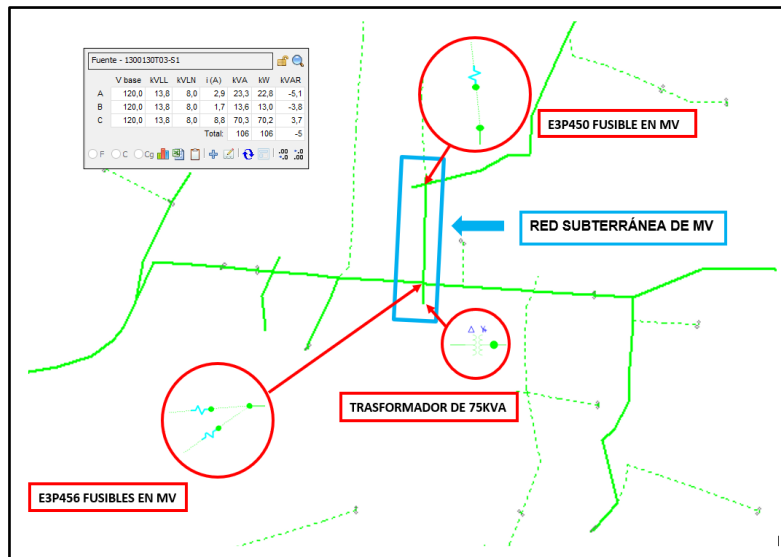 Fuente - 1300130T03-S1
V base kVLL kVLN i (A) kVA kW kVAR
A 120,0 13,8 8,0 2,9 23,3 22,8 -5,1
B 120,0 13,8 8,0 1,7 13,6 13,0 -3,8
C 120,0 13,8 8,0 8,8 70,3 70,2 3,7
Total: 106 106 -5
F C Cg
E3P450 FUSIBLE EN MV
RED SUBTERRÁNEA DE MV
TRASFORMADOR DE 75KVA
E3P456 FUSIBLES EN MV